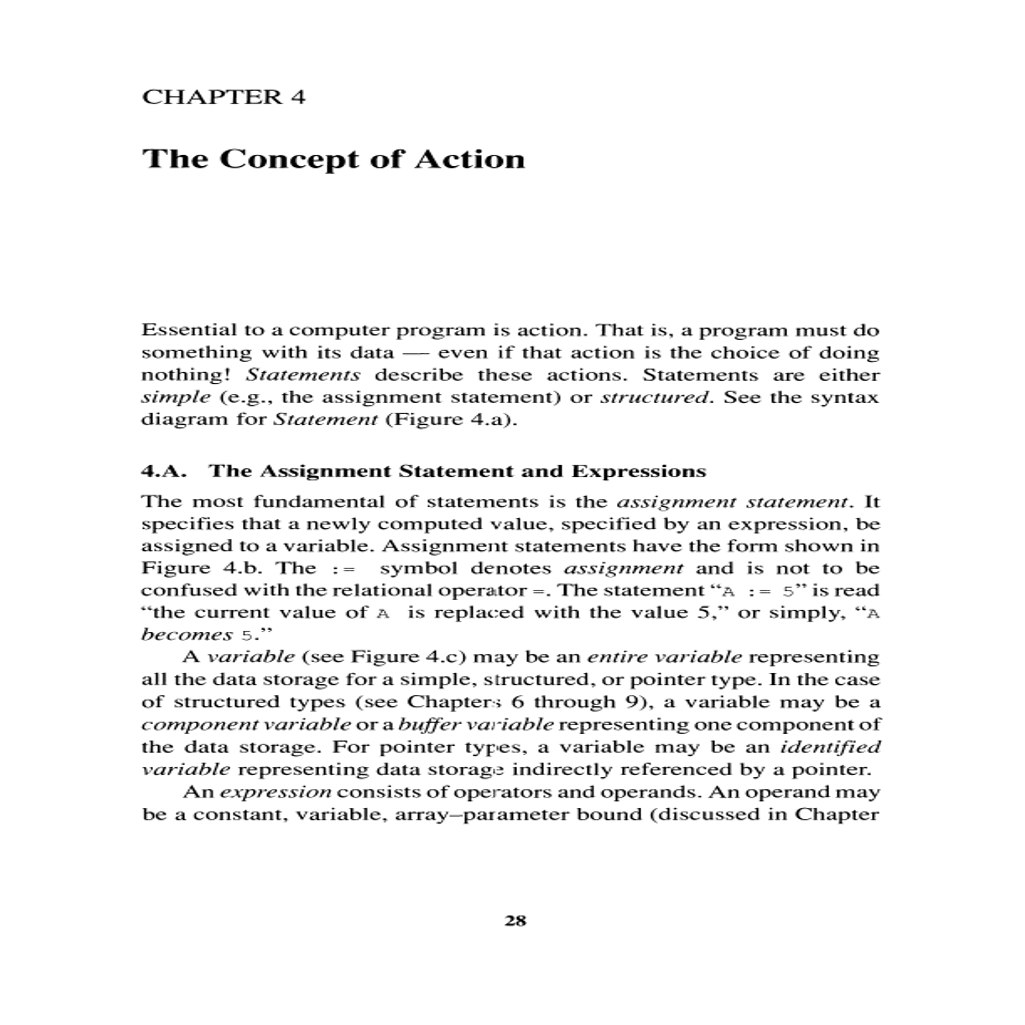 CHAPTER 4
The Concept of Action
Essential to a computer program is action. That is, a program must do
something with its data — even if that action is the choice of doing
nothing! Statements describe these actions. Statements are either
simple (e.g., the assignment statement) or structured. See the syntax
diagram for Statement (Figure 4.a).
4.A. The Assignment Statement and Expressions
The most fundamental of statements is the assignment statement. It
specifies that a newly computed value, specified by an expression, be
assigned to a variable. Assignment statements have the form shown in
Figure 4.b. The := symbol denotes assignment and is not to be
confused with the relational operator =. The statement “A := 5” is read
“the current value of A is replaced with the value 5,” or simply, “A
becomes 5.”
A variable (see Figure 4.c) may be an entire variable representing
all the data storage for a simple, structured, or pointer type. In the case
of structured types (see Chapters 6 through 9), a variable may be a
component variable or a buffer variable representing one component of
the data storage. For pointer types, a variable may be an identified
variable representing data storage indirectly referenced by a pointer.
An expression consists of operators and operands. An operand may
be a constant, variable, array–parameter bound (discussed in Chapter
28